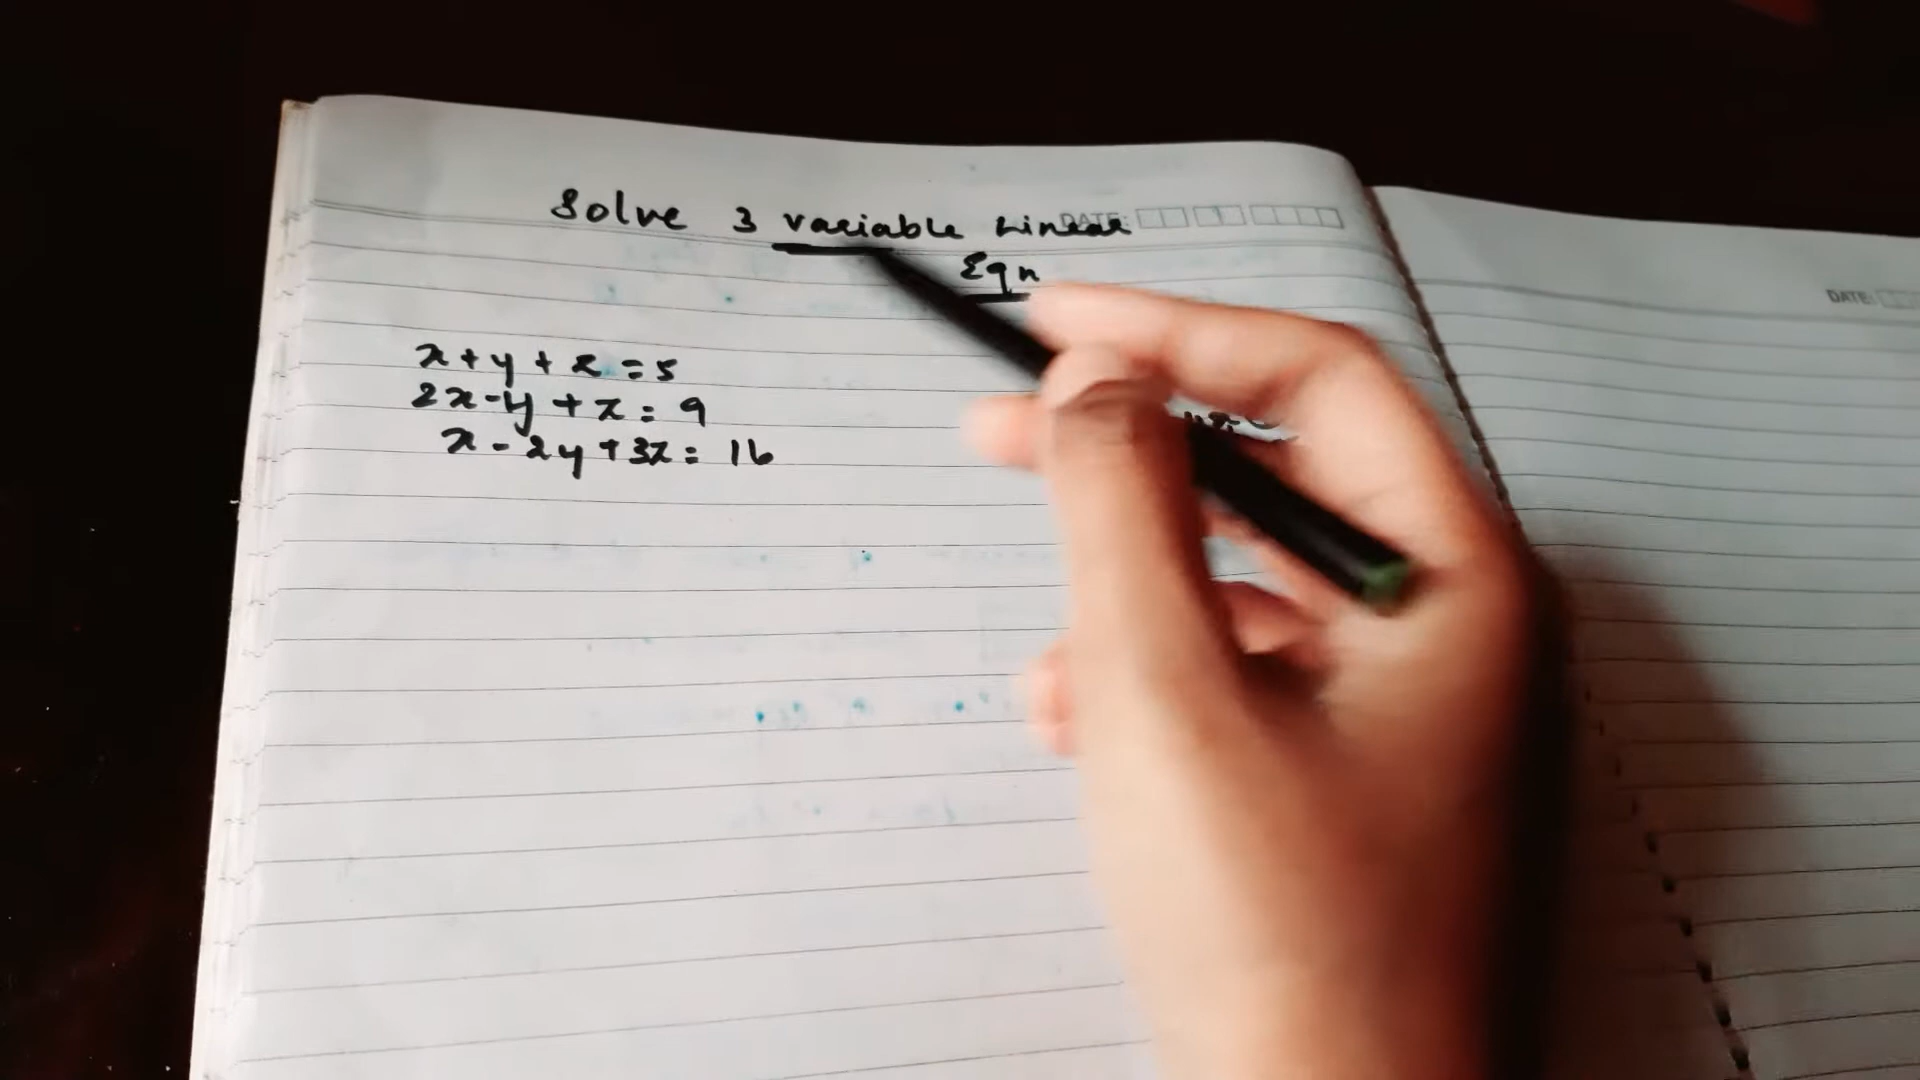 Solve 3 variable Linear
DATE:
Eqn
DATE:
x + y + z = 5
2x - y + z = 9
x - 2y + 3z = 16